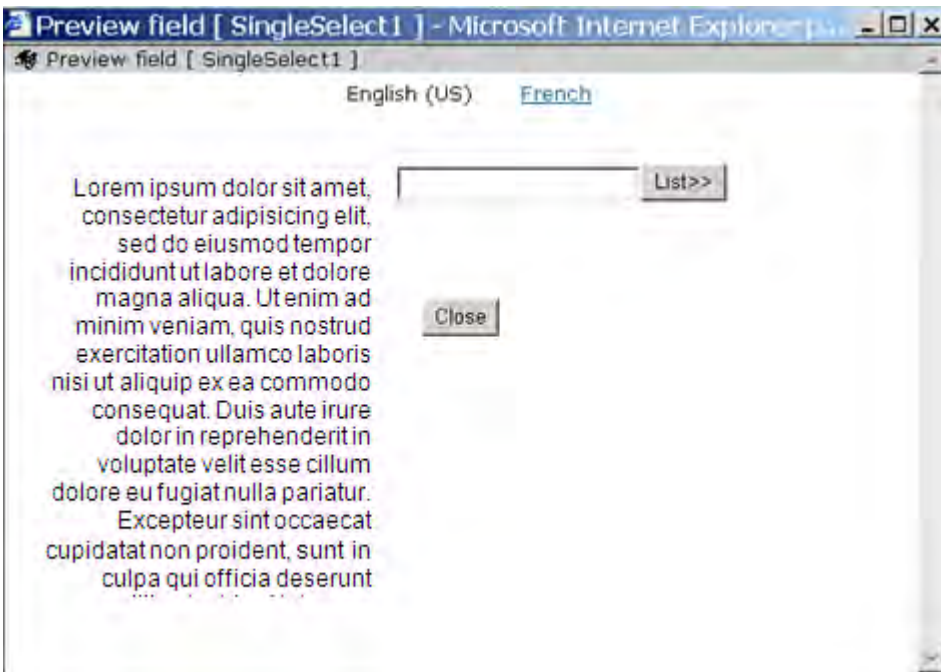 Preview field [ SingleSelect1 ] - Microsoft Internet Explorer
Preview field [ SingleSelect1 ]
English (US) French
List>>
Lorem ipsum dolor sit amet,
consectetur adipisicing elit,
sed do eiusmod tempor
incididunt ut labore et dolore
magna aliqua. Ut enim ad
minim veniam, quis nostrud
exercitation ullamco laboris
nisi ut aliquip ex ea commodo
consequat. Duis aute irure
dolor in reprehenderit in
voluptate velit esse cillum
dolore eu fugiat nulla pariatur.
Excepteur sint occaecat
cupidatat non proident, sunt in
culpa qui officia deserunt
Close